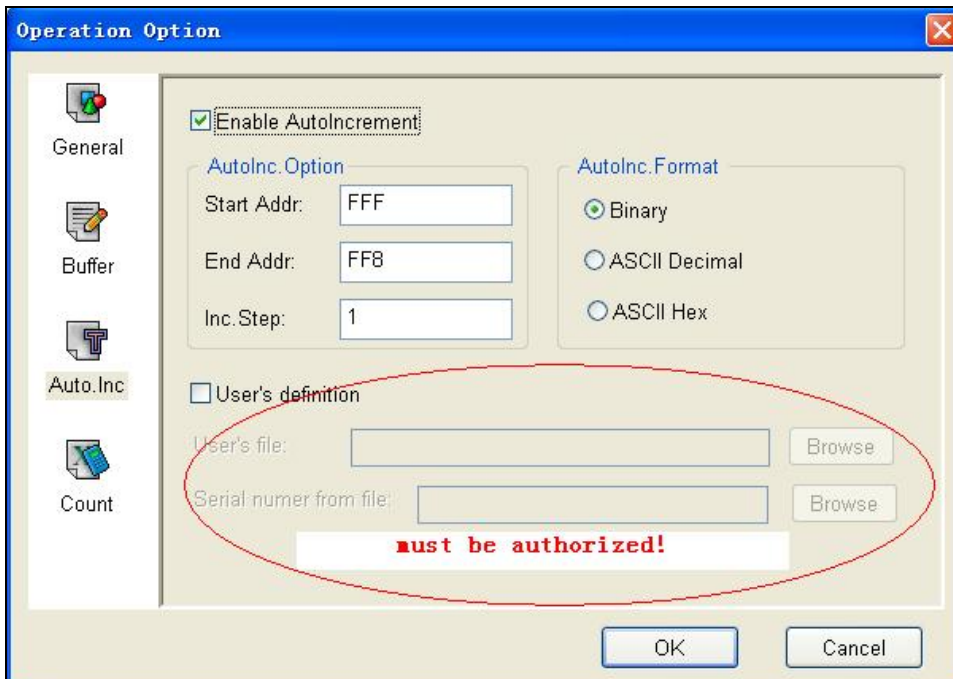 Operation Option
General
Buffer
Auto.Inc
Count
Enable AutoIncrement
AutoInc.Option
Start Addr: FFF
End Addr: FF8
Inc.Step: 1
AutoInc.Format
Binary
ASCII Decimal
ASCII Hex
User's definition
User's file: Browse
Serial numer from file: Browse
must be authorized!
OK Cancel